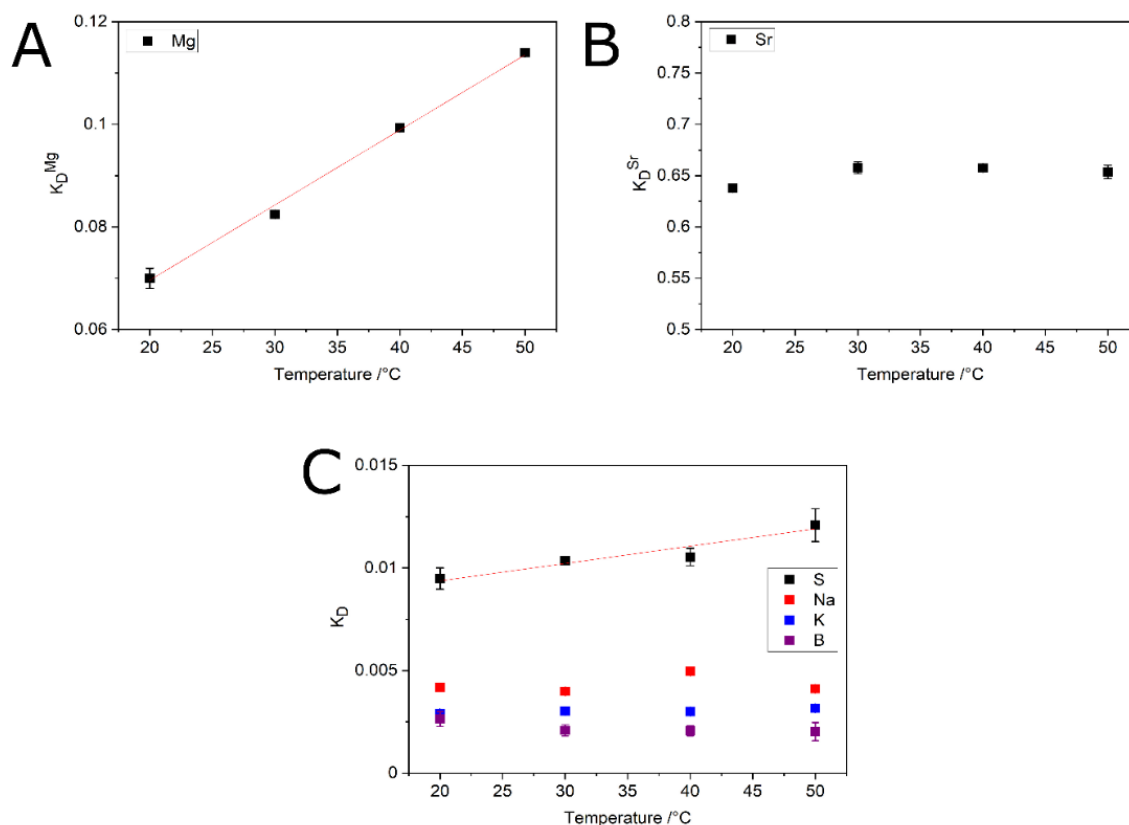 A
Mg
0.12
0.1
0.08
0.06
K_D^Mg
20 25 30 35 40 45 50
Temperature /°C
B
Sr
0.8
0.75
0.7
0.65
0.6
0.55
0.5
K_D^Sr
20 25 30 35 40 45 50
Temperature /°C
C
0.015
0.01
0.005
0
K_D
S
Na
K
B
20 25 30 35 40 45 50
Temperature /°C